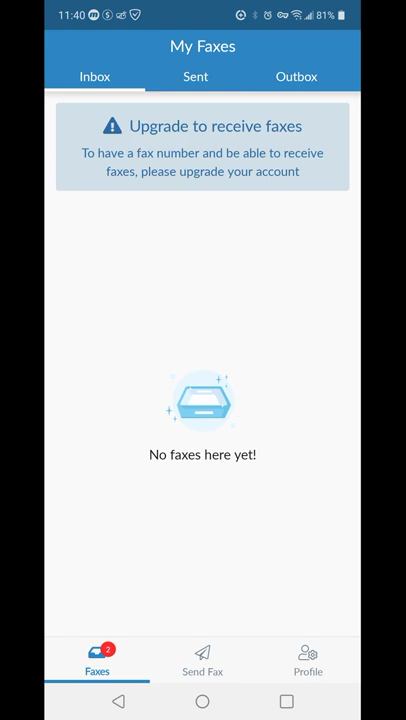 11:40
81%
My Faxes
Inbox
Sent
Outbox
Upgrade to receive faxes
To have a fax number and be able to receive
faxes, please upgrade your account
No faxes here yet!
2
Faxes
Send Fax
Profile